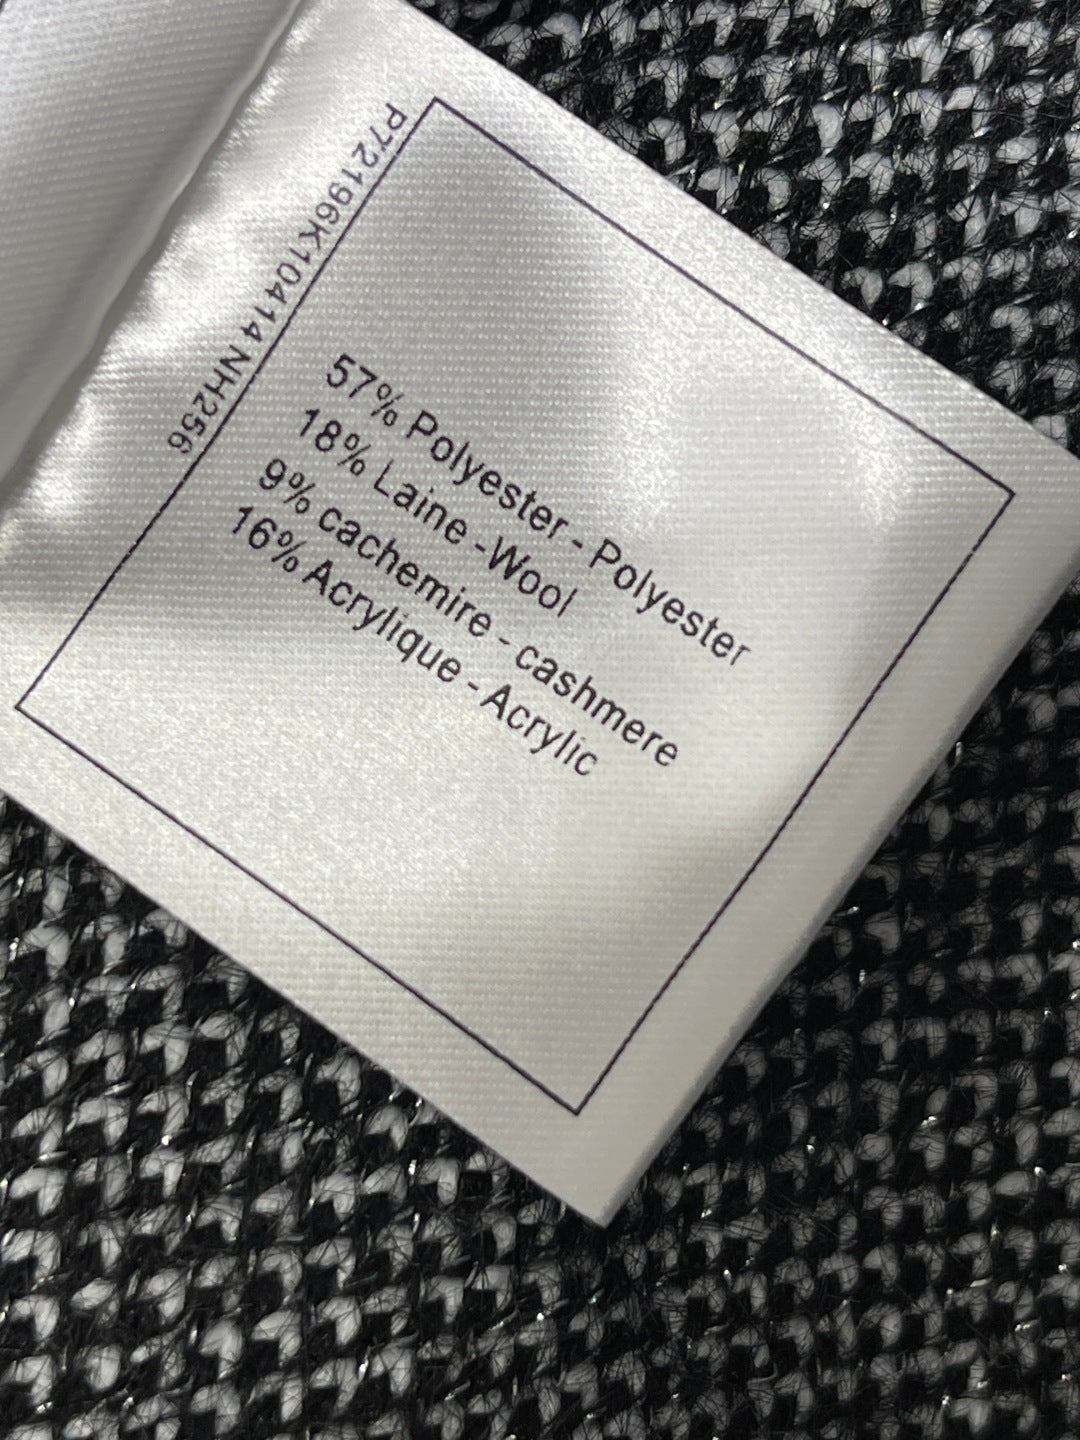 P72196K10414 NH256
57% Polyester - Polyester
18% Laine -Wool
9% cachemire - cashmere
16% Acrylique - Acrylic